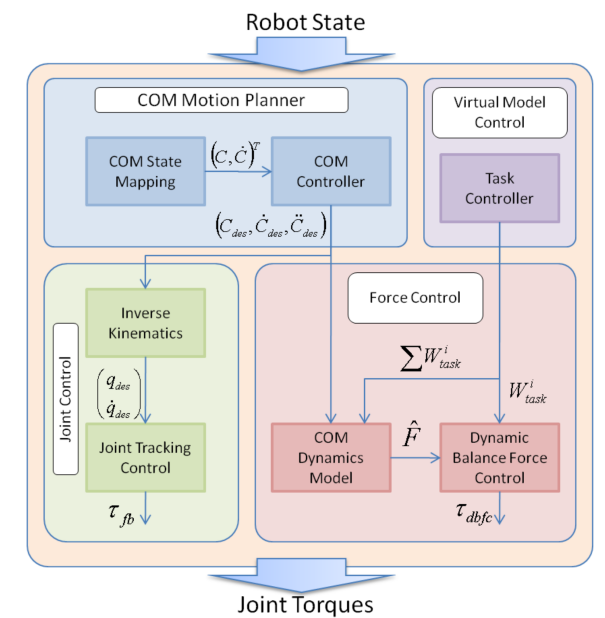 Robot State
COM Motion Planner
Virtual Model
Control
COM State
Mapping
(C, Ċ)ᵀ
COM
Controller
Task
Controller
(C_des, Ċ_des, C̈_des)
Joint Control
Inverse
Kinematics
(q_des
q̇_des)
Joint Tracking
Control
τ_fb
Force Control
∑W^i_task
W^i_task
COM
Dynamics
Model
F̂
Dynamic
Balance Force
Control
τ_dbfc
Joint Torques